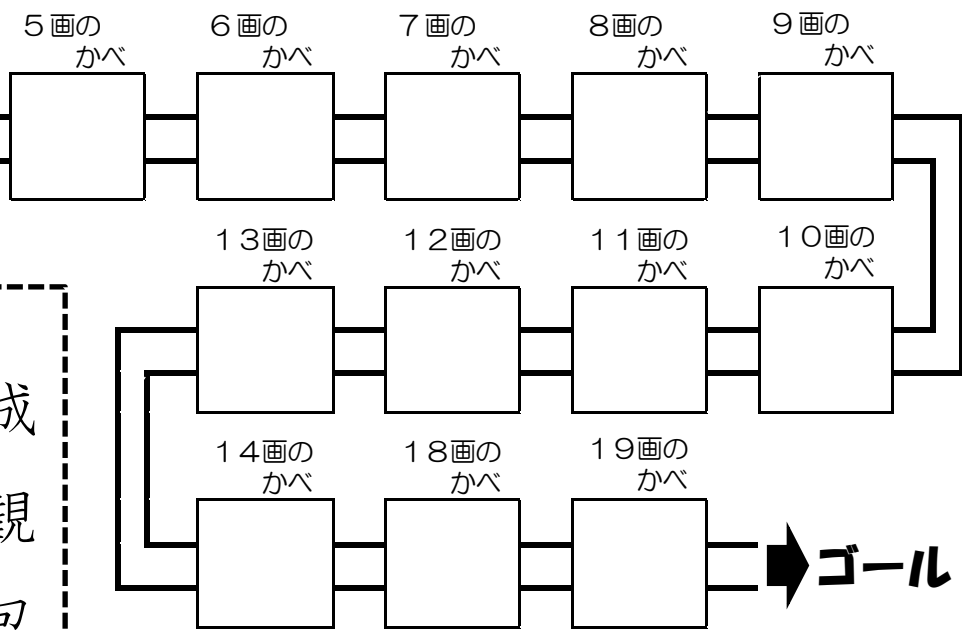 5画の
かべ
6画の
かべ
7画の
かべ
8画の
かべ
9画の
かべ
13画の
かべ
12画の
かべ
11画の
かべ
10画の
かべ
成
14画の
かべ
18画の
かべ
19画の
かべ
ゴール